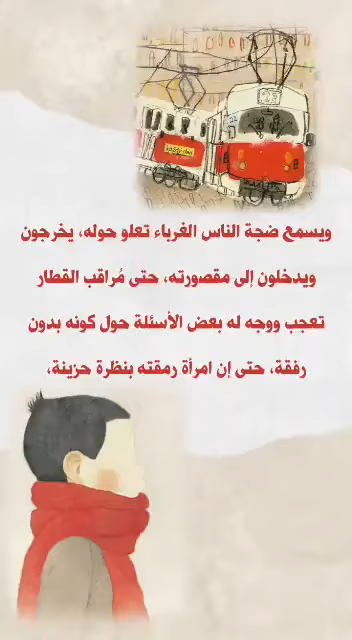 23
ويسمع ضجة الناس الغرباء تعلو حوله، يخرجون
ويدخلون إلى مقصورته، حتى مُراقب القطار
تعجب ووجه له بعض الأسئلة حول كونه بدون
رفقة، حتى إن امرأة رمقته بنظرة حزينة،